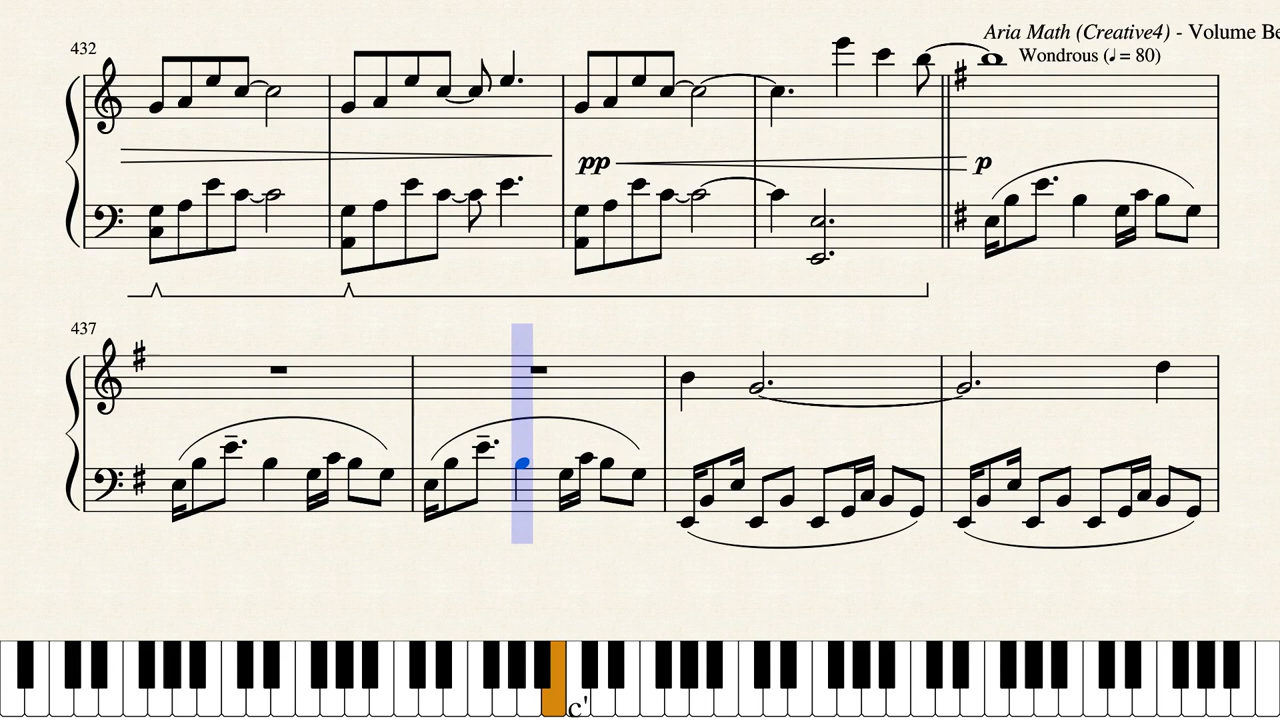 432
Aria Math (Creative4) - Volume Be
Wondrous (♩ = 80)
pp
p
437
c'